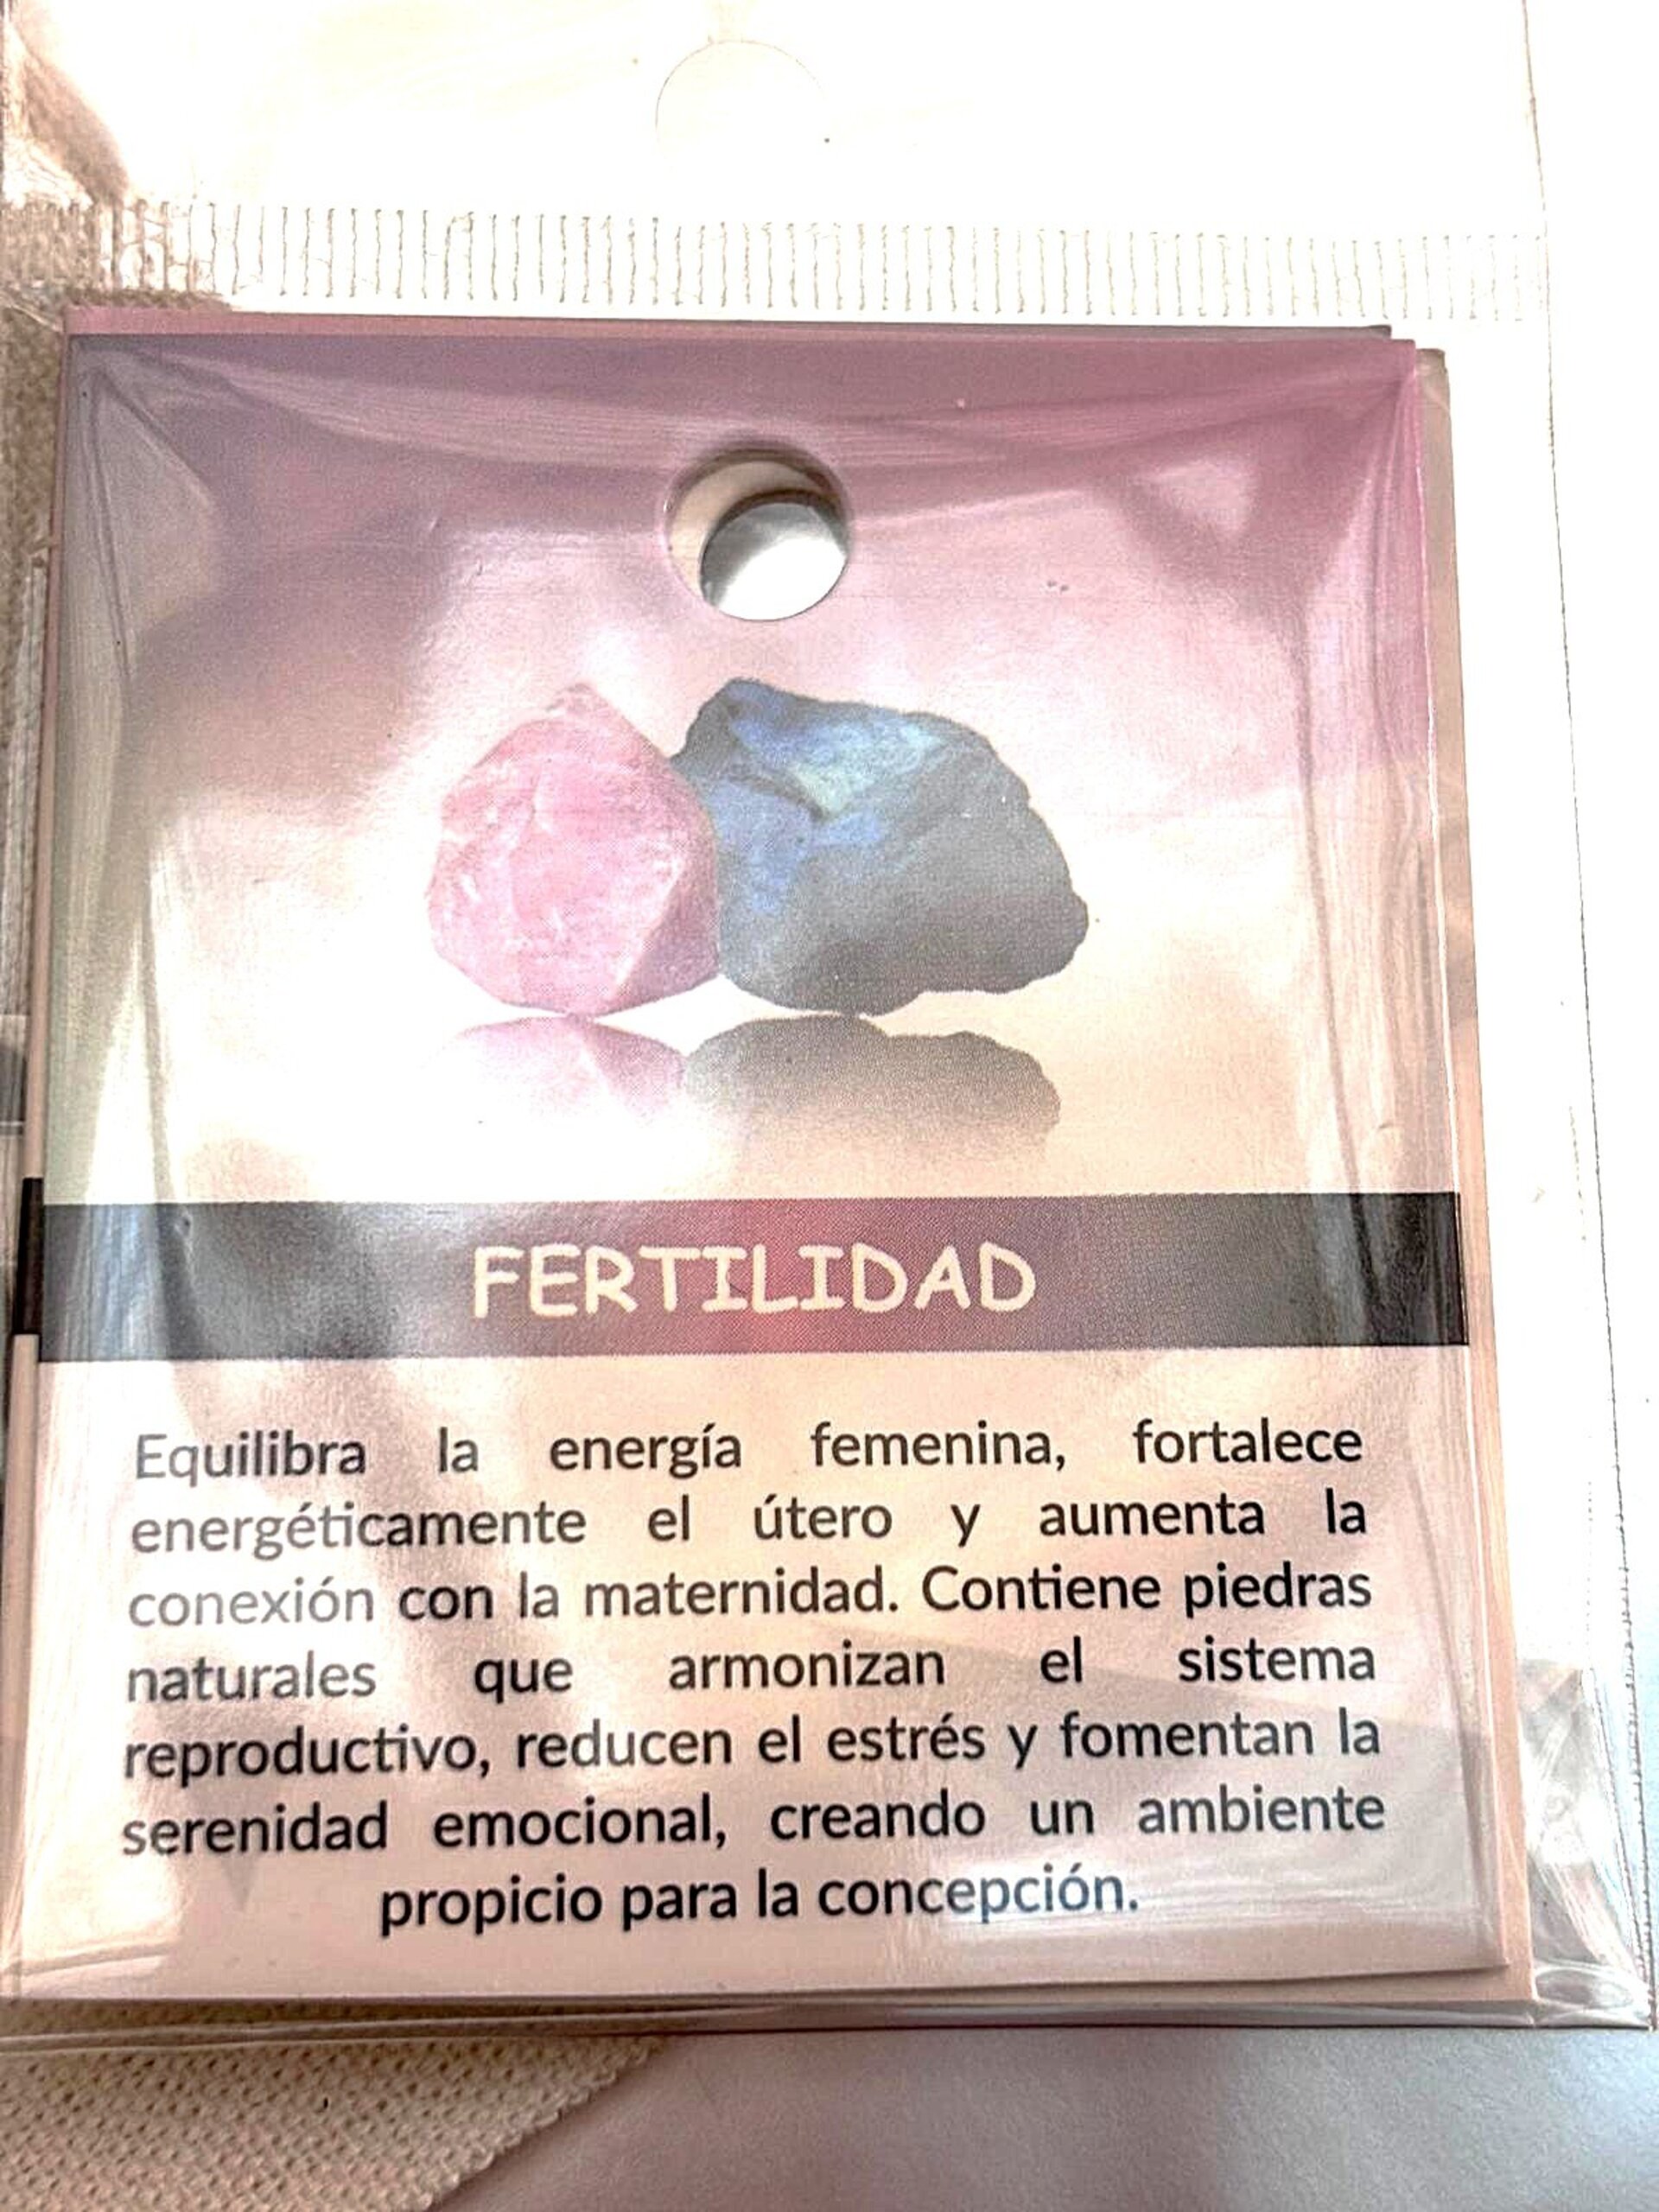 FERTILIDAD
Equilibra la energía femenina, fortalece
energéticamente el útero y aumenta la
conexión con la maternidad. Contiene piedras
naturales que armonizan el sistema
reproductivo, reducen el estrés y fomentan la
serenidad emocional, creando un ambiente
propicio para la concepción.